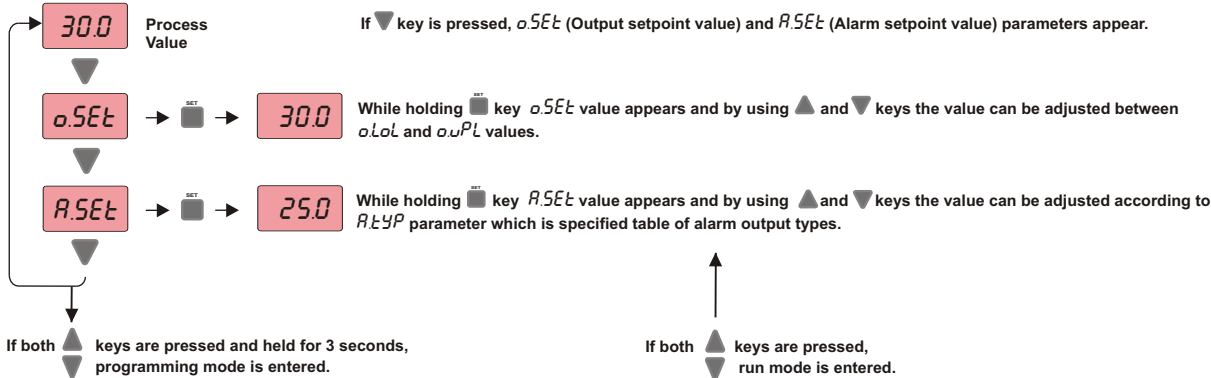 30.0
Process
Value
If ▼ key is pressed, o.SEt (Output setpoint value) and A.SEt (Alarm setpoint value) parameters appear.
o.SEt
SET
30.0
While holding SET key o.SEt value appears and by using ▲ and ▼ keys the value can be adjusted between
o.LoL and o.uPL values.
A.SEt
SET
25.0
While holding SET key A.SEt value appears and by using ▲ and ▼ keys the value can be adjusted according to
A.tYP parameter which is specified table of alarm output types.
If both ▲ keys are pressed and held for 3 seconds,
▼ programming mode is entered.
If both ▲ keys are pressed,
▼ run mode is entered.